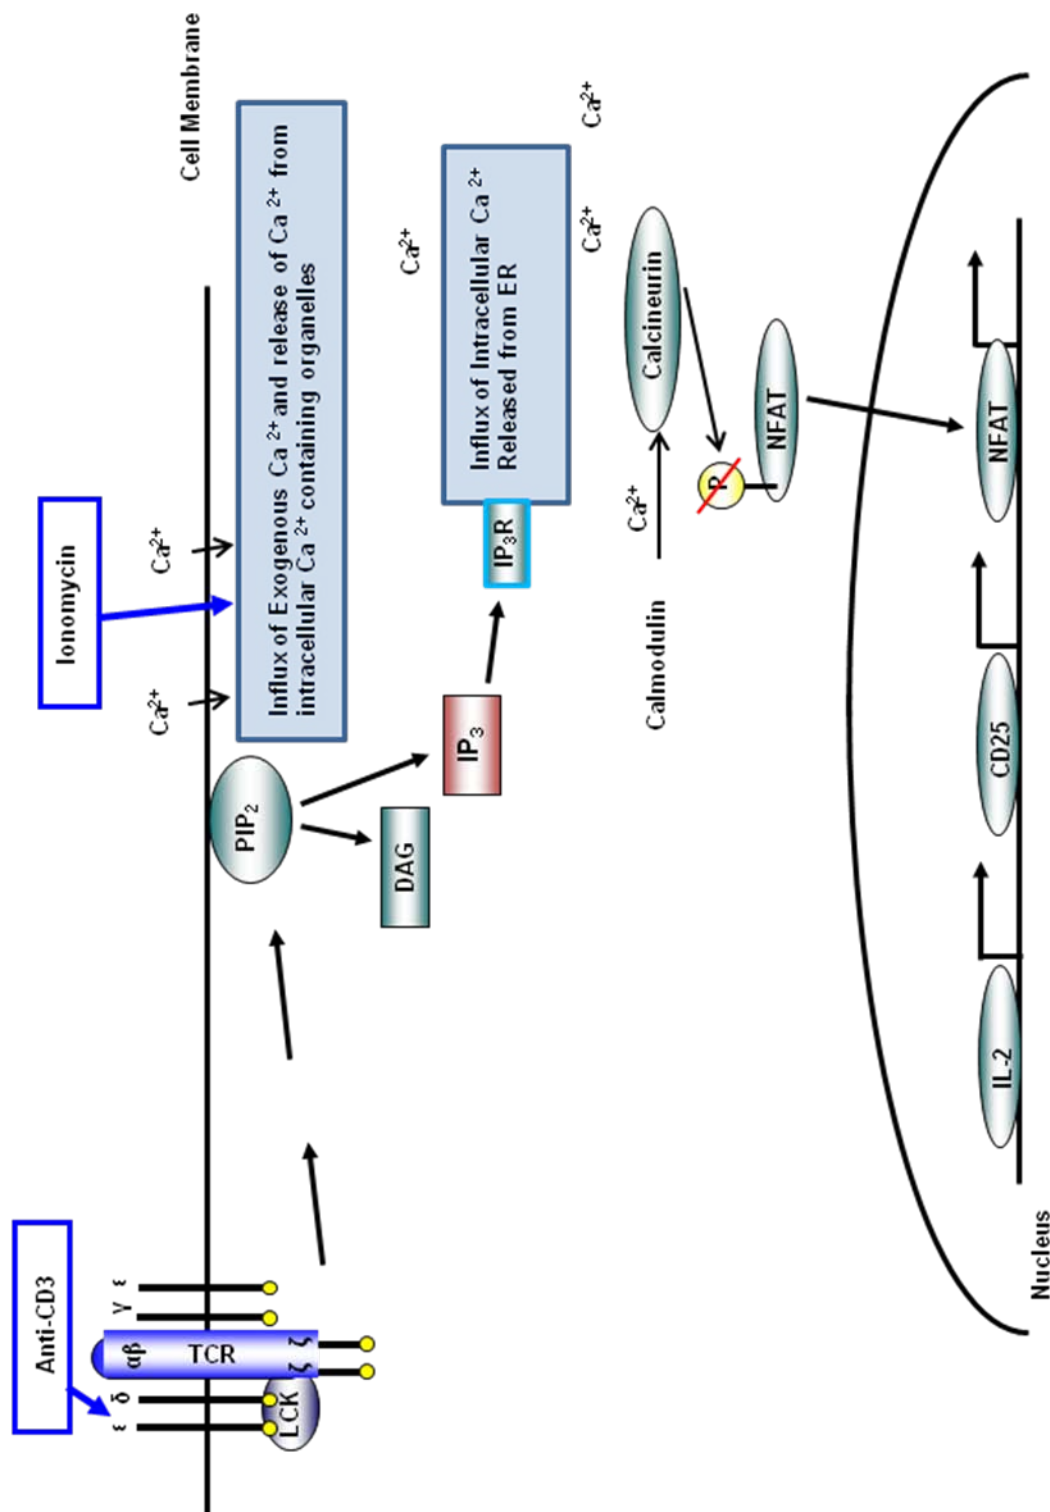 Anti-CD3
Ionomycin
Cell Membrane
ε
δ
αβ
γ
ε
TCR
ζ
ζ
LCK
Ca2+
Ca2+
PIP2
Influx of Exogenous Ca 2+ and release of Ca 2+ from
intracellular Ca 2+ containing organelles
DAG
IP3
IP3R
Ca2+
Influx of Intracellular Ca 2+
Released from ER
Ca2+
Ca2+
Calmodulin
Ca2+
Calcineurin
P
NFAT
IL-2
CD25
NFAT
Nucleus